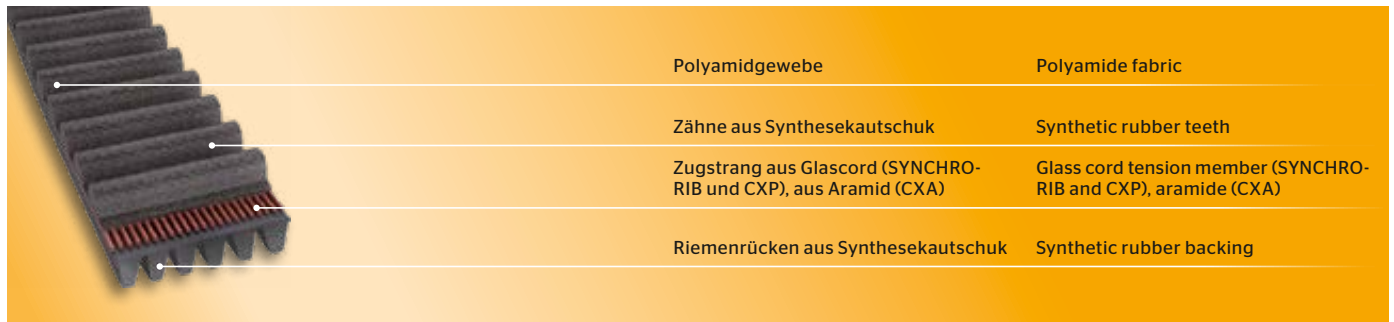 Polyamidgewebe
Polyamide fabric
Zähne aus Synthesekautschuk
Synthetic rubber teeth
Zugstrang aus Glascord (SYNCHRO-
RIB und CXP), aus Aramid (CXA)
Glass cord tension member (SYNCHRO-
RIB and CXP), aramide (CXA)
Riemenrücken aus Synthesekautschuk
Synthetic rubber backing